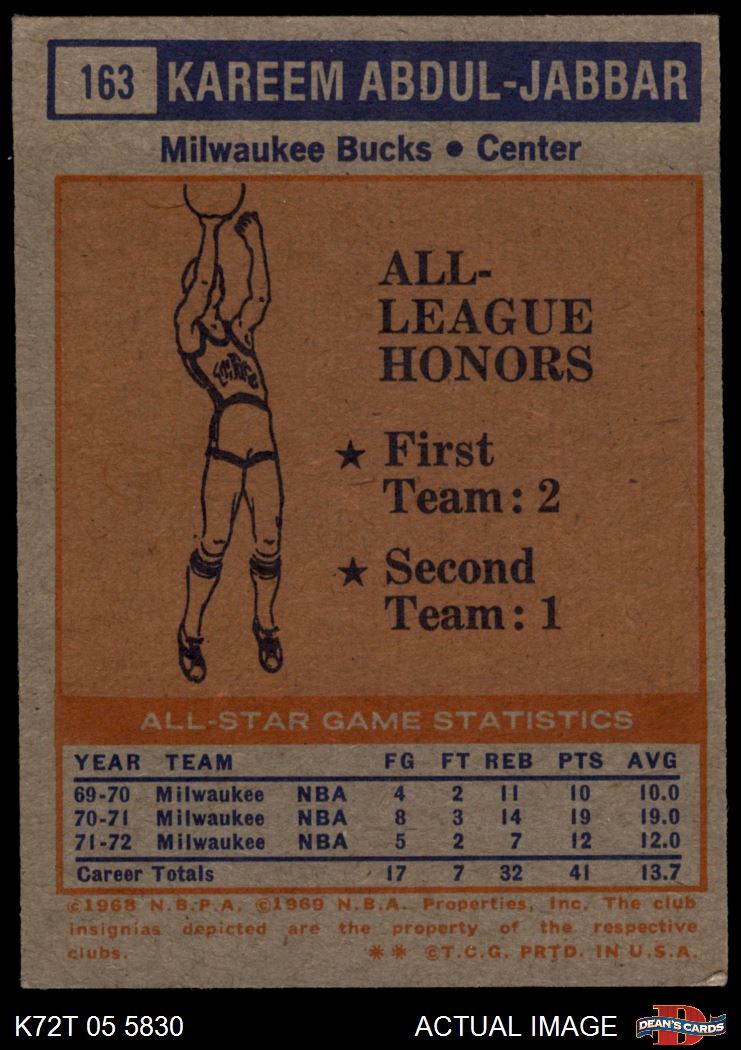 163 KAREEM ABDUL-JABBAR
Milwaukee Bucks • Center
ALL-
LEAGUE
HONORS
★ First
Team: 2
★ Second
Team: 1
ALL-STAR GAME STATISTICS
YEAR TEAM FG FT REB PTS AVG
69-70 Milwaukee NBA 4 2 11 10 10.0
70-71 Milwaukee NBA 8 3 14 19 19.0
71-72 Milwaukee NBA 5 2 7 12 12.0
Career Totals 17 7 32 41 13.7
©1968 N.B.P.A. ©1969 N.B.A. Properties, Inc. The club
insignias depicted are the property of the respective
clubs. ** ©T.C.G. PRTD. IN U.S.A.
K72T 05 5830 ACTUAL IMAGE DEAN'S CARDS